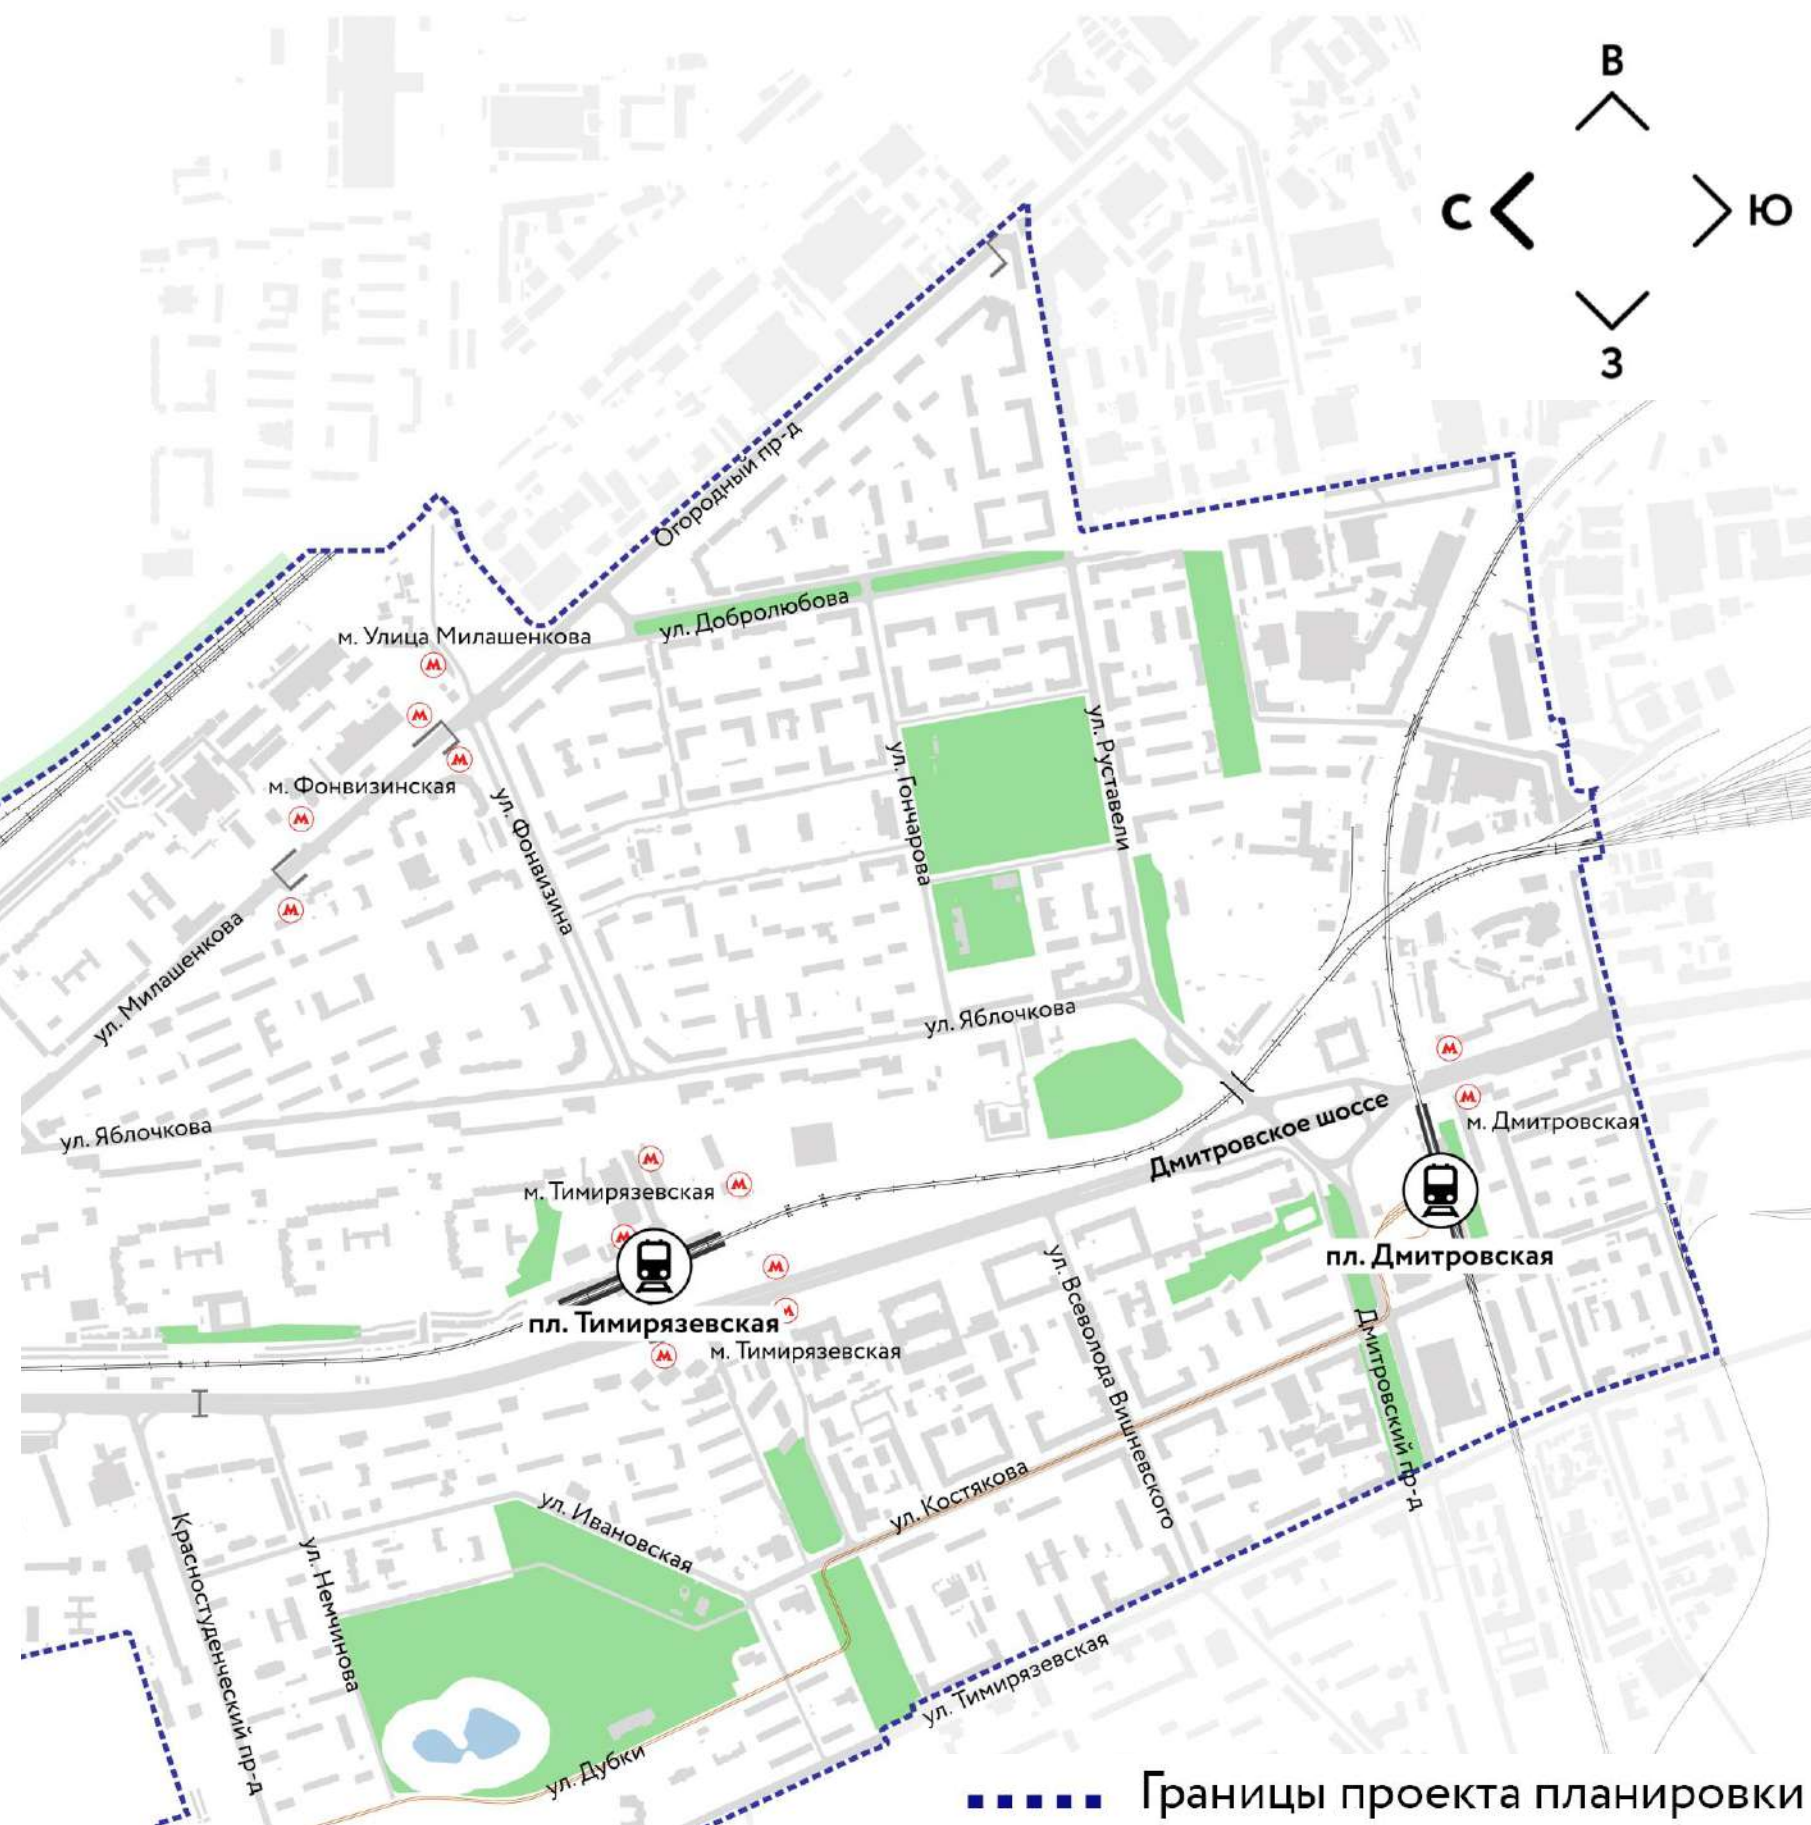 В
С
Ю
З
Огородный пр-д
ул. Добролюбова
м. Улица Милашенкова
М
М
М
м. Фонвизинская
М
М
ул. Милашенкова
ул. Фонвизина
ул. Гончарова
ул. Руставели
ул. Яблочкова
ул. Яблочкова
Дмитровское шоссе
М
М
м. Дмитровская
М
М
м. Тимирязевская
М
М
М
пл. Тимирязевская
М
м. Тимирязевская
пл. Дмитровская
ул. Всеволода Вишневского
Дмитровский пр-д
ул. Костякова
ул. Ивановская
Красностуденческий пр-д
ул. Немчинова
ул. Тимирязевская
ул. Дубки
Границы проекта планировки